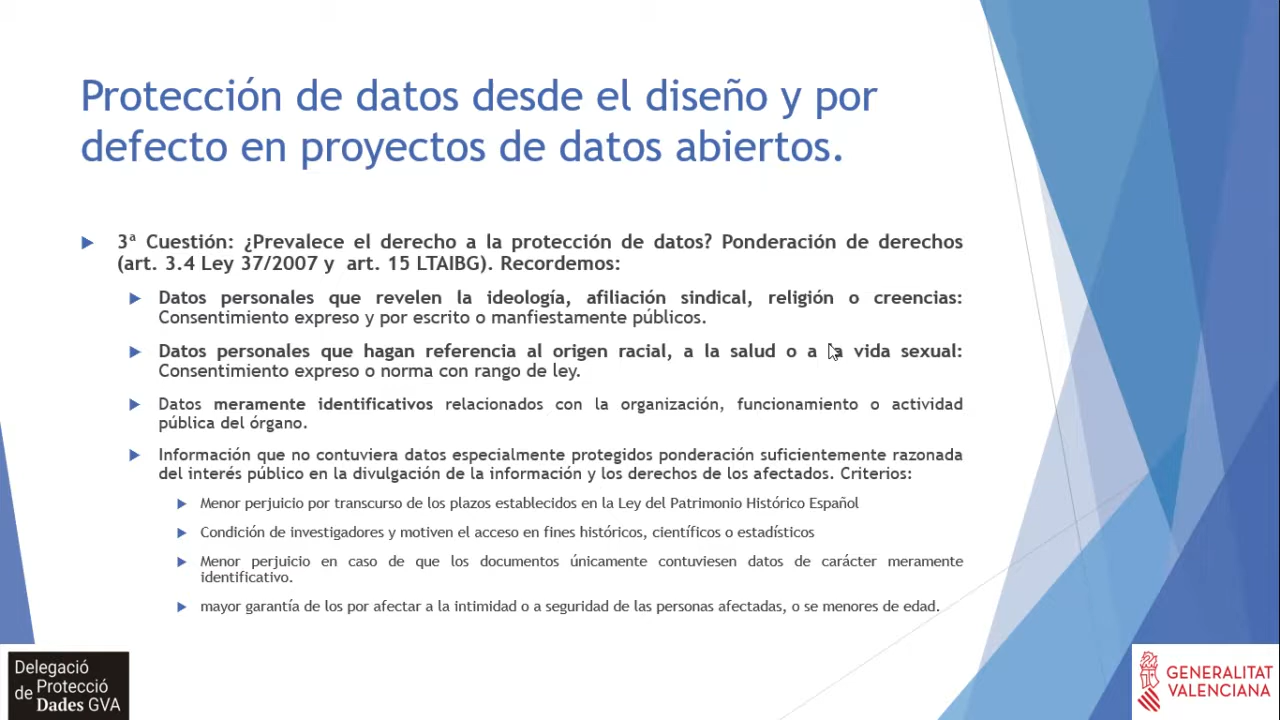 Protección de datos desde el diseño y por
defecto en proyectos de datos abiertos.
3ª Cuestión: ¿Prevalece el derecho a la protección de datos? Ponderación de derechos
(art. 3.4 Ley 37/2007 y art. 15 LTAIBG). Recordemos:
Datos personales que revelen la ideología, afiliación sindical, religión o creencias:
Consentimiento expreso y por escrito o manfiestamente públicos.
Datos personales que hagan referencia al origen racial, a la salud o a la vida sexual:
Consentimiento expreso o norma con rango de ley.
Datos meramente identificativos relacionados con la organización, funcionamiento o actividad
pública del órgano.
Información que no contuviera datos especialmente protegidos ponderación suficientemente razonada
del interés público en la divulgación de la información y los derechos de los afectados. Criterios:
Menor perjuicio por transcurso de los plazos establecidos en la Ley del Patrimonio Histórico Español
Condición de investigadores y motiven el acceso en fines históricos, científicos o estadísticos
Menor perjuicio en caso de que los documentos únicamente contuviesen datos de carácter meramente
identificativo.
mayor garantía de los por afectar a la intimidad o a seguridad de las personas afectadas, o se menores de edad.
Delegació
de Protecció
Dades GVA
GENERALITAT
VALENCIANA